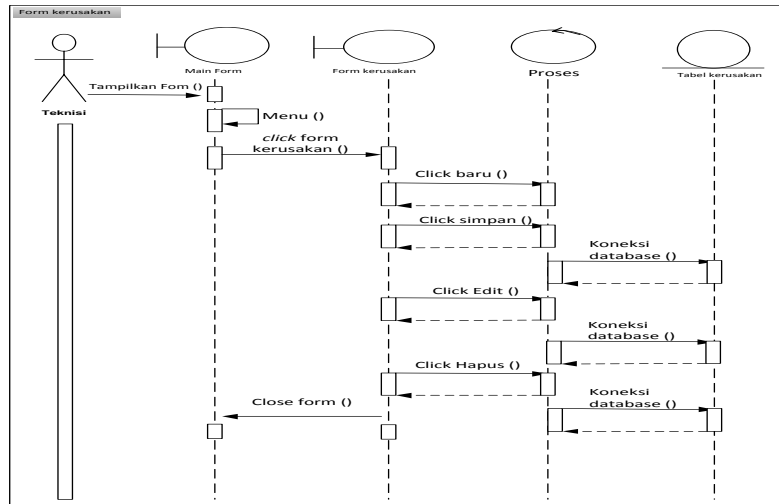 Form kerusakan
Main Form
Form kerusakan
Proses
Tabel kerusakan
Tampilkan Fom ()
Teknisi
Menu ()
click form
kerusakan ()
Click baru ()
Click simpan ()
Koneksi
database ()
Click Edit ()
Koneksi
database ()
Click Hapus ()
Close form ()
Koneksi
database ()